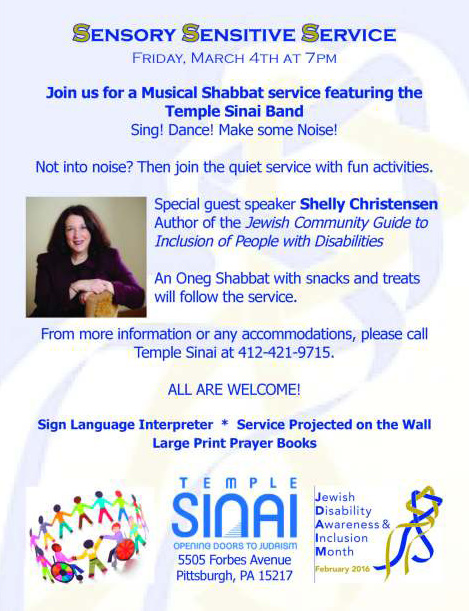 SENSORY SENSITIVE SERVICE
FRIDAY, MARCH 4TH AT 7PM
Join us for a Musical Shabbat service featuring the
Temple Sinai Band
Sing! Dance! Make some Noise!
Not into noise? Then join the quiet service with fun activities.
Special guest speaker Shelly Christensen
Author of the Jewish Community Guide to
Inclusion of People with Disabilities
An Oneg Shabbat with snacks and treats
will follow the service.
From more information or any accommodations, please call
Temple Sinai at 412-421-9715.
ALL ARE WELCOME!
Sign Language Interpreter * Service Projected on the Wall
Large Print Prayer Books
TEMPLE
SINAI
OPENING DOORS TO JUDAISM
5505 Forbes Avenue
Pittsburgh, PA 15217
Jewish
Disability
Awareness &
Inclusion
Month
February 2016